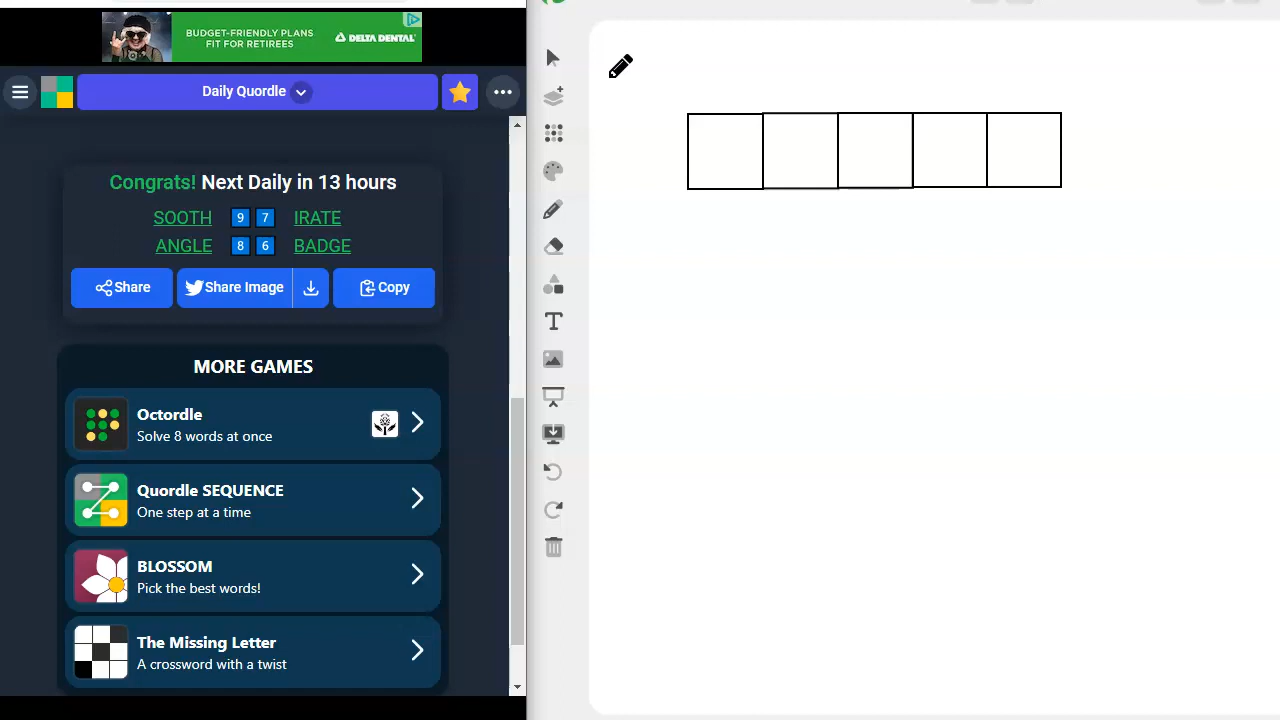 BUDGET-FRIENDLY PLANS
FIT FOR RETIREES
DELTA DENTAL
Daily Quordle
Congrats! Next Daily in 13 hours
SOOTH 9 7 IRATE
ANGLE 8 6 BADGE
Share
Share Image
Copy
MORE GAMES
Octordle
Solve 8 words at once
Quordle SEQUENCE
One step at a time
BLOSSOM
Pick the best words!
The Missing Letter
A crossword with a twist